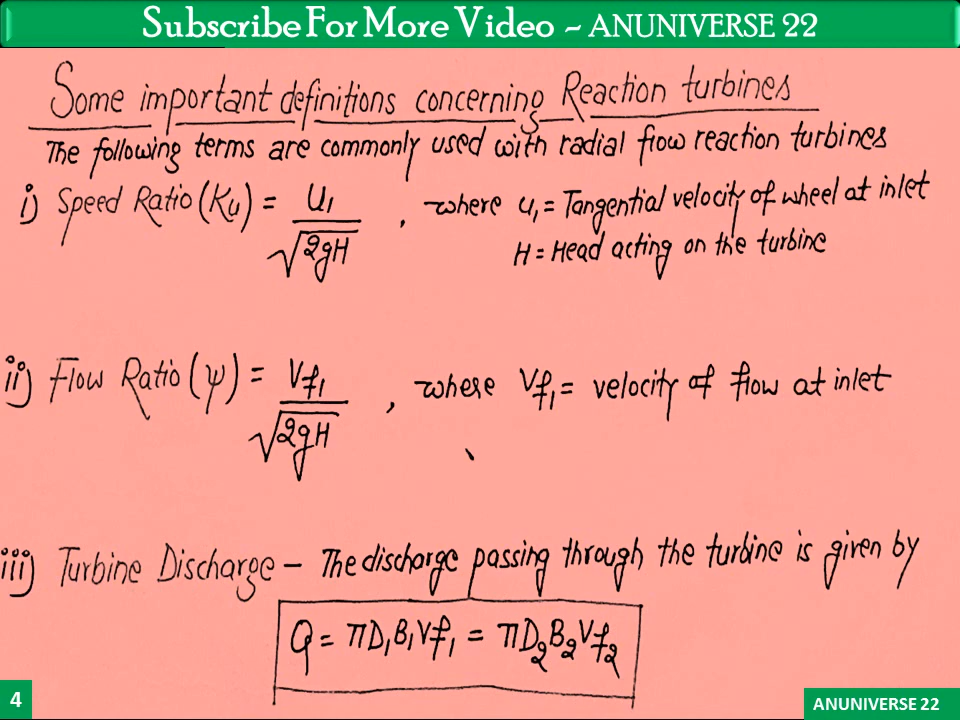 Subscribe For More Video - ANUNIVERSE 22
Some important definitions concerning Reaction turbines
The following terms are commonly used with radial flow reaction turbines
i) Speed Ratio (Ku) = u1 / √2gH , where u1 = Tangential velocity of wheel at inlet
H = Head acting on the turbine
ii) Flow Ratio (ψ) = Vf1 / √2gH , where Vf1 = velocity of flow at inlet
iii) Turbine Discharge – The discharge passing through the turbine is given by
Q = πD1B1Vf1 = πD2B2Vf2
4
ANUNIVERSE 22